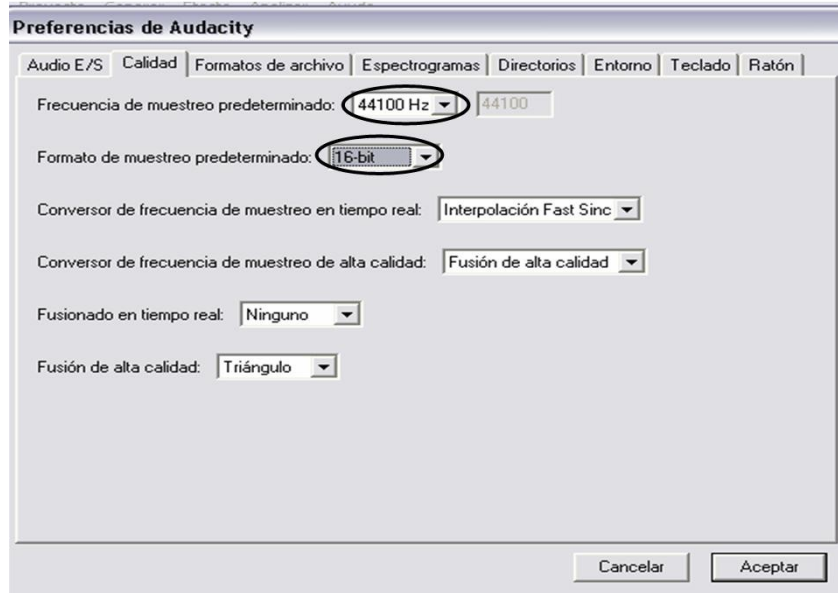 Preferencias de Audacity
Audio E/S Calidad Formatos de archivo Espectrogramas Directorios Entorno Teclado Ratón
Frecuencia de muestreo predeterminado: 44100 Hz 44100
Formato de muestreo predeterminado: 16-bit
Conversor de frecuencia de muestreo en tiempo real: Interpolación Fast Sinc
Conversor de frecuencia de muestreo de alta calidad: Fusión de alta calidad
Fusionado en tiempo real: Ninguno
Fusión de alta calidad: Triángulo
Cancelar Aceptar